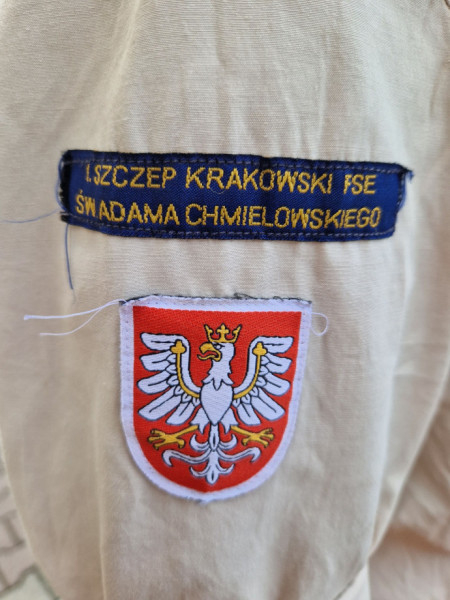 I. SZCZEP KRAKOWSKI FSE
ŚW ADAMA CHMIELOWSKIEGO